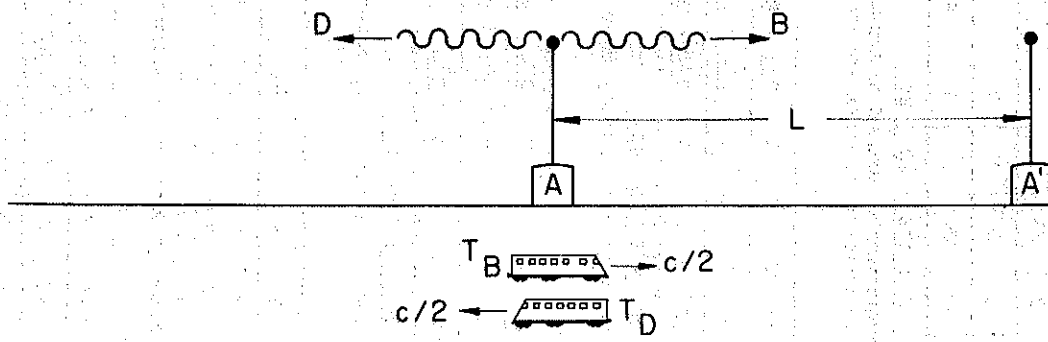 D B
L
A A'
T_B c/2
c/2 T_D